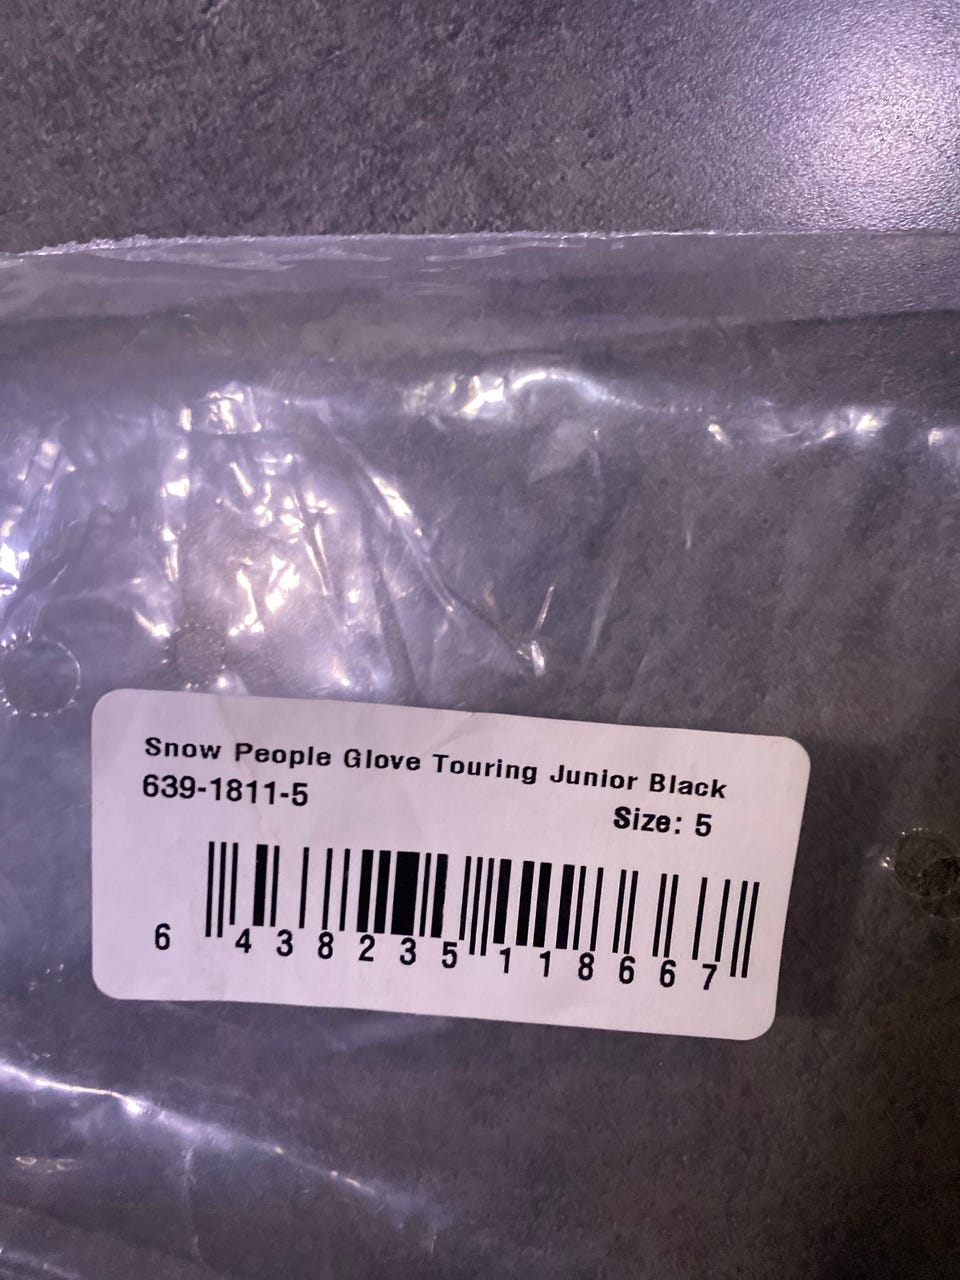 Snow People Glove Touring Junior Black
639-1811-5
Size: 5
6 438235 118667